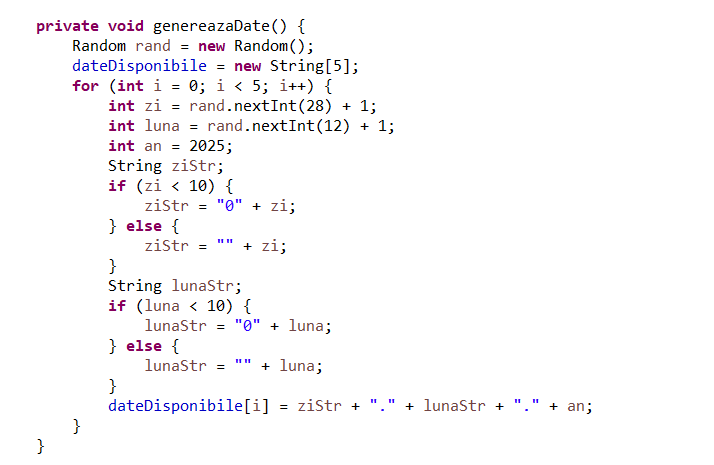 private void genereazaDate() {
    Random rand = new Random();
    dateDisponibile = new String[5];
    for (int i = 0; i < 5; i++) {
        int zi = rand.nextInt(28) + 1;
        int luna = rand.nextInt(12) + 1;
        int an = 2025;
        String ziStr;
        if (zi < 10) {
            ziStr = "0" + zi;
        } else {
            ziStr = "" + zi;
        }
        String lunaStr;
        if (luna < 10) {
            lunaStr = "0" + luna;
        } else {
            lunaStr = "" + luna;
        }
        dateDisponibile[i] = ziStr + "." + lunaStr + "." + an;
    }
}